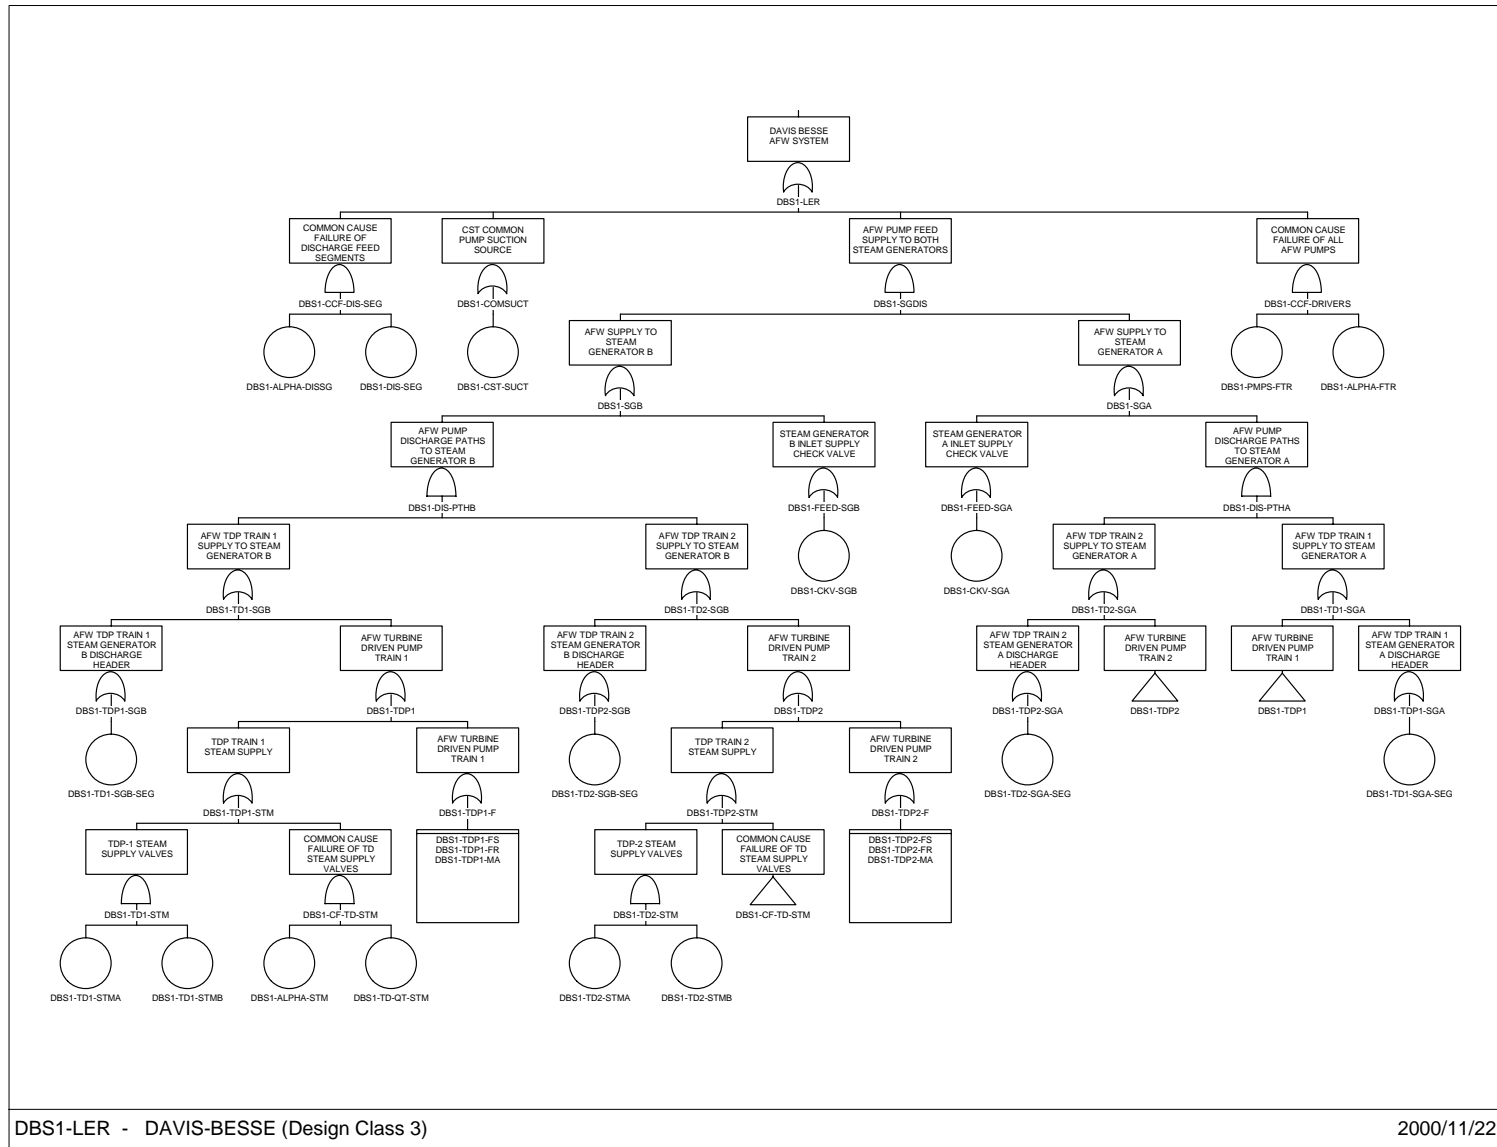 DAVIS BESSE
AFW SYSTEM
DBS1-LER
COMMON CAUSE
FAILURE OF
DISCHARGE FEED
SEGMENTS
DBS1-CCF-DIS-SEG
CST COMMON
PUMP SUCTION
SOURCE
DBS1-COMSUCT
AFW PUMP FEED
SUPPLY TO BOTH
STEAM GENERATORS
DBS1-SGDIS
COMMON CAUSE
FAILURE OF ALL
AFW PUMPS
DBS1-CCF-DRIVERS
DBS1-ALPHA-DISSG
DBS1-DIS-SEG
DBS1-CST-SUCT
AFW SUPPLY TO
STEAM
GENERATOR B
DBS1-SGB
AFW SUPPLY TO
STEAM
GENERATOR A
DBS1-SGA
DBS1-PMPS-FTR
DBS1-ALPHA-FTR
AFW PUMP
DISCHARGE PATHS
TO STEAM
GENERATOR B
DBS1-DIS-PTHB
STEAM GENERATOR
B INLET SUPPLY
CHECK VALVE
DBS1-FEED-SGB
STEAM GENERATOR
A INLET SUPPLY
CHECK VALVE
DBS1-FEED-SGA
AFW PUMP
DISCHARGE PATHS
TO STEAM
GENERATOR A
DBS1-DIS-PTHA
AFW TDP TRAIN 1
SUPPLY TO STEAM
GENERATOR B
DBS1-TD1-SGB
AFW TDP TRAIN 2
SUPPLY TO STEAM
GENERATOR B
DBS1-TD2-SGB
DBS1-CKV-SGB
DBS1-CKV-SGA
AFW TDP TRAIN 2
SUPPLY TO STEAM
GENERATOR A
DBS1-TD2-SGA
AFW TDP TRAIN 1
SUPPLY TO STEAM
GENERATOR A
DBS1-TD1-SGA
AFW TDP TRAIN 1
STEAM GENERATOR
B DISCHARGE
HEADER
DBS1-TDP1-SGB
AFW TURBINE
DRIVEN PUMP
TRAIN 1
DBS1-TDP1
AFW TDP TRAIN 2
STEAM GENERATOR
B DISCHARGE
HEADER
DBS1-TDP2-SGB
AFW TURBINE
DRIVEN PUMP
TRAIN 2
DBS1-TDP2
AFW TDP TRAIN 2
STEAM GENERATOR
A DISCHARGE
HEADER
DBS1-TDP2-SGA
AFW TURBINE
DRIVEN PUMP
TRAIN 2
DBS1-TDP2
AFW TURBINE
DRIVEN PUMP
TRAIN 1
DBS1-TDP1
AFW TDP TRAIN 1
STEAM GENERATOR
A DISCHARGE
HEADER
DBS1-TDP1-SGA
DBS1-TD1-SGB-SEG
TDP TRAIN 1
STEAM SUPPLY
DBS1-TDP1-STM
AFW TURBINE
DRIVEN PUMP
TRAIN 1
DBS1-TDP1-F
DBS1-TD2-SGB-SEG
TDP TRAIN 2
STEAM SUPPLY
DBS1-TDP2-STM
AFW TURBINE
DRIVEN PUMP
TRAIN 2
DBS1-TDP2-F
DBS1-TD2-SGA-SEG
DBS1-TD1-SGA-SEG
TDP-1 STEAM
SUPPLY VALVES
DBS1-TD1-STM
COMMON CAUSE
FAILURE OF TD
STEAM SUPPLY
VALVES
DBS1-CF-TD-STM
DBS1-TDP1-FS
DBS1-TDP1-FR
DBS1-TDP1-MA
TDP-2 STEAM
SUPPLY VALVES
DBS1-TD2-STM
COMMON CAUSE
FAILURE OF TD
STEAM SUPPLY
VALVES
DBS1-CF-TD-STM
DBS1-TDP2-FS
DBS1-TDP2-FR
DBS1-TDP2-MA
DBS1-TD1-STMA
DBS1-TD1-STMB
DBS1-ALPHA-STM
DBS1-TD-QT-STM
DBS1-TD2-STMA
DBS1-TD2-STMB
DBS1-LER - DAVIS-BESSE (Design Class 3)
2000/11/22